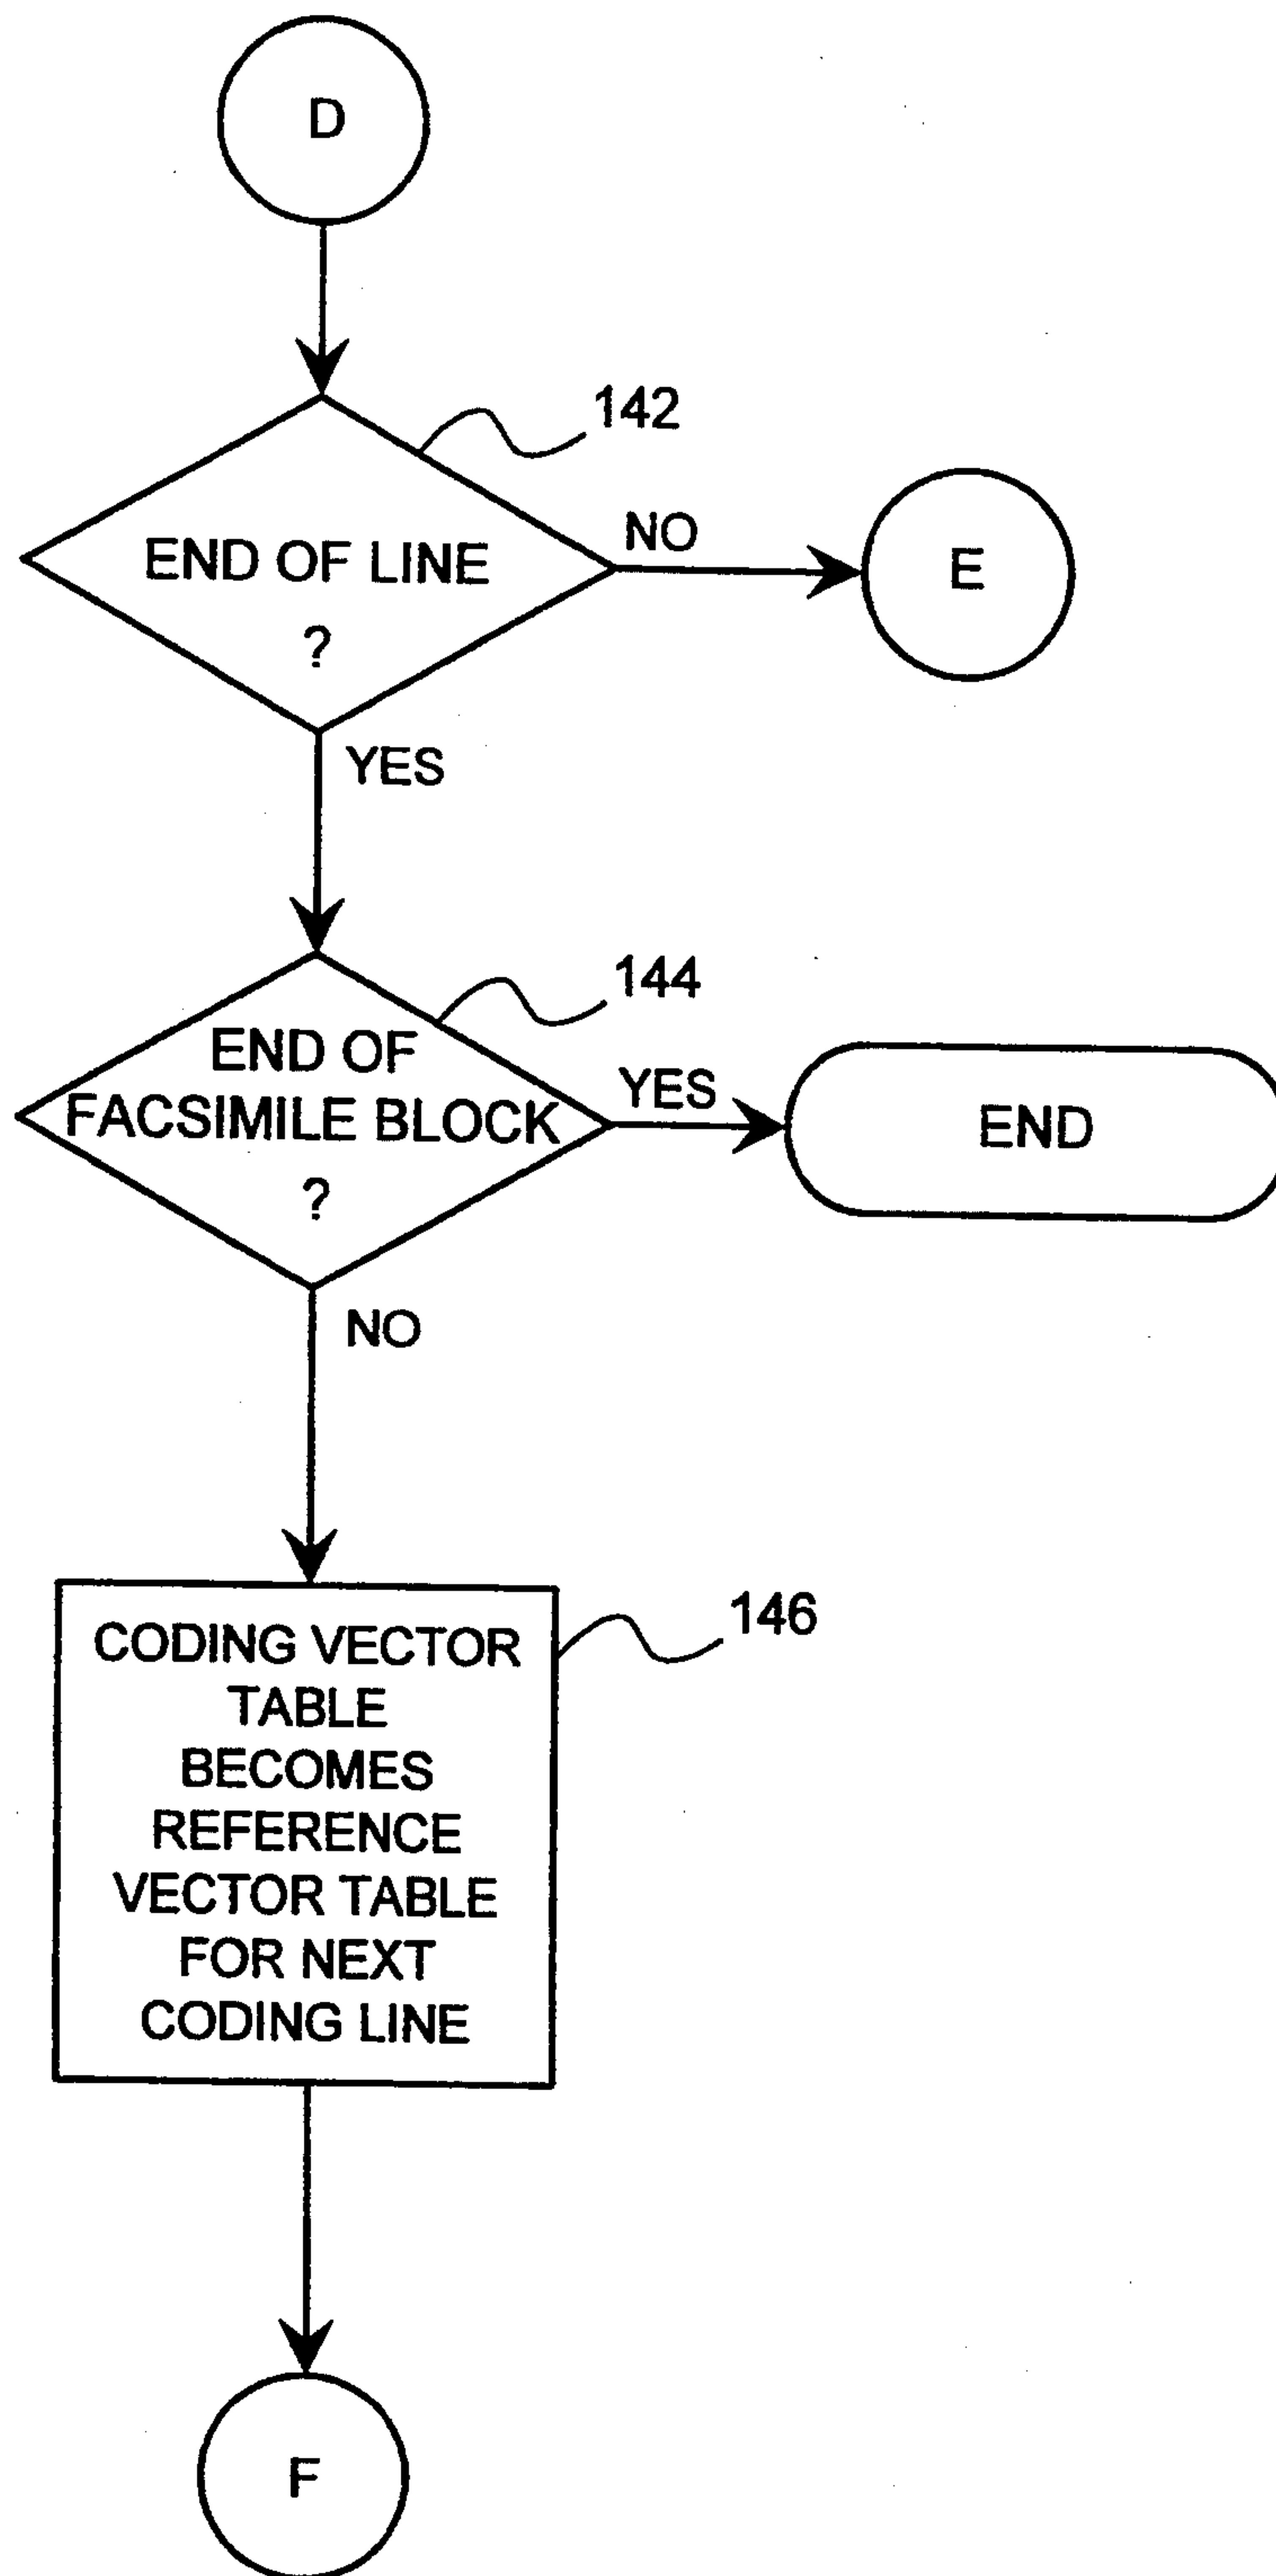 D
142
END OF LINE
?
NO
E
YES
144
END OF
FACSIMILE BLOCK
?
YES
END
NO
146
CODING VECTOR
TABLE
BECOMES
REFERENCE
VECTOR TABLE
FOR NEXT
CODING LINE
F